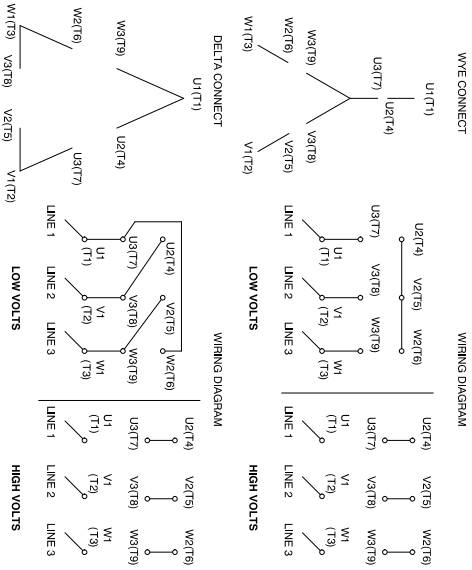 WYE CONNECT
U1(T1)
U2(T4)
U3(T7)
W3(T9) V3(T8)
W2(T6) V2(T5)
W1(T3) V1(T2)
WIRING DIAGRAM
U2(T4) V2(T5) W2(T6)
U3(T7) V3(T8) W3(T9)
U1 V1 W1
(T1) (T2) (T3)
LINE 1 LINE 2 LINE 3
LOW VOLTS
U2(T4) V2(T5) W2(T6)
U3(T7) V3(T8) W3(T9)
U1 V1 W1
(T1) (T2) (T3)
LINE 1 LINE 2 LINE 3
HIGH VOLTS
DELTA CONNECT
U1(T1)
W3(T9) U2(T4)
W2(T6) U3(T7)
W1(T3) V1(T2)
V3(T8) V2(T5)
WIRING DIAGRAM
U2(T4) V2(T5) W2(T6)
U3(T7) V3(T8) W3(T9)
U1 V1 W1
(T1) (T2) (T3)
LINE 1 LINE 2 LINE 3
LOW VOLTS
U2(T4) V2(T5) W2(T6)
U3(T7) V3(T8) W3(T9)
U1 V1 W1
(T1) (T2) (T3)
LINE 1 LINE 2 LINE 3
HIGH VOLTS